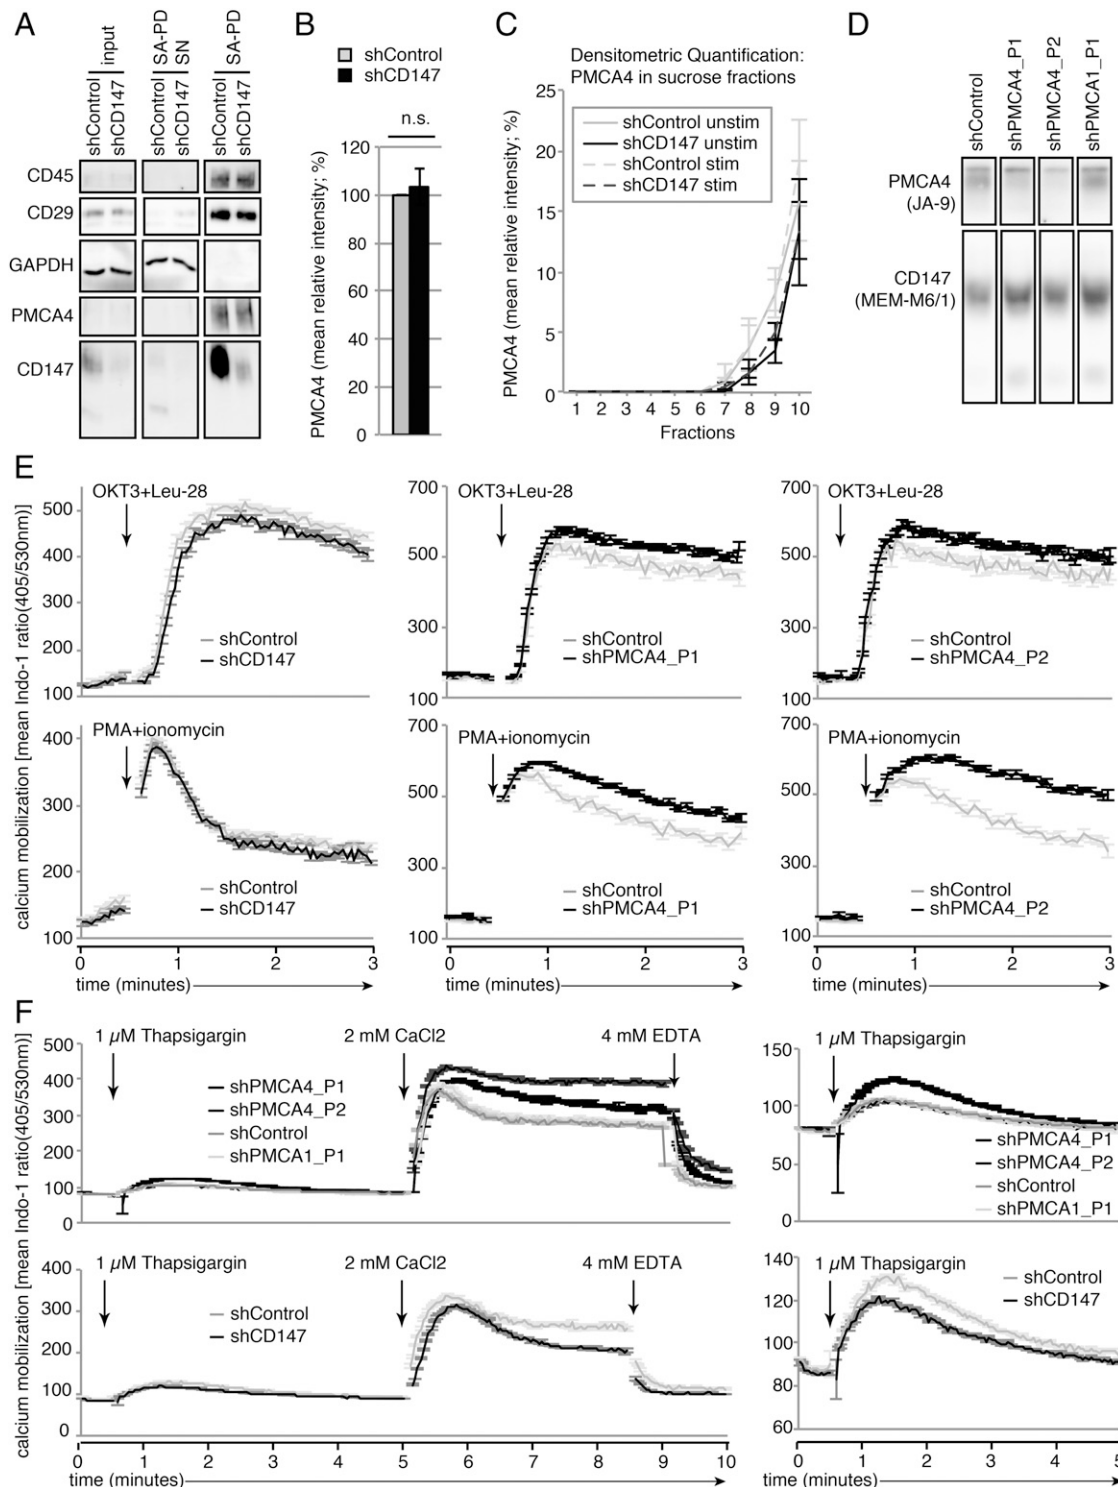 A
input
SA-PD
SN
SA-PD
shControl
shCD147
shControl
shCD147
shControl
shCD147
CD45
CD29
GAPDH
PMCA4
CD147
B
shControl
shCD147
n.s.
PMCA4 (mean relative intensity; %)
120
100
80
60
40
20
0
C
Densitometric Quantification:
PMCA4 in sucrose fractions
PMCA4 (mean relative intensity; %)
25
20
15
10
5
0
shControl unstim
shCD147 unstim
shControl stim
shCD147 stim
1 2 3 4 5 6 7 8 9 10
Fractions
D
shControl
shPMCA4_P1
shPMCA4_P2
shPMCA1_P1
PMCA4
(JA-9)
CD147
(MEM-M6/1)
E
calcium mobilization [mean Indo-1 ratio(405/530nm)]
OKT3+Leu-28
500
400
300
200
100
shControl
shCD147
OKT3+Leu-28
700
500
300
100
shControl
shPMCA4_P1
OKT3+Leu-28
700
500
300
100
shControl
shPMCA4_P2
PMA+ionomycin
400
300
200
100
shControl
shCD147
0 1 2 3
time (minutes)
PMA+ionomycin
700
500
300
100
shControl
shPMCA4_P1
0 1 2 3
time (minutes)
PMA+ionomycin
700
500
300
100
shControl
shPMCA4_P2
0 1 2 3
time (minutes)
F
calcium mobilization [mean Indo-1 ratio(405/530nm)]
1 µM Thapsigargin
2 mM CaCl2
4 mM EDTA
500
400
300
200
100
0
shPMCA4_P1
shPMCA4_P2
shControl
shPMCA1_P1
1 µM Thapsigargin
150
100
50
0
shPMCA4_P1
shPMCA4_P2
shControl
shPMCA1_P1
1 µM Thapsigargin
2 mM CaCl2
4 mM EDTA
400
300
200
100
0
shControl
shCD147
0 1 2 3 4 5 6 7 8 9 10
time (minutes)
1 µM Thapsigargin
140
120
100
80
60
shControl
shCD147
0 1 2 3 4 5
time (minutes)